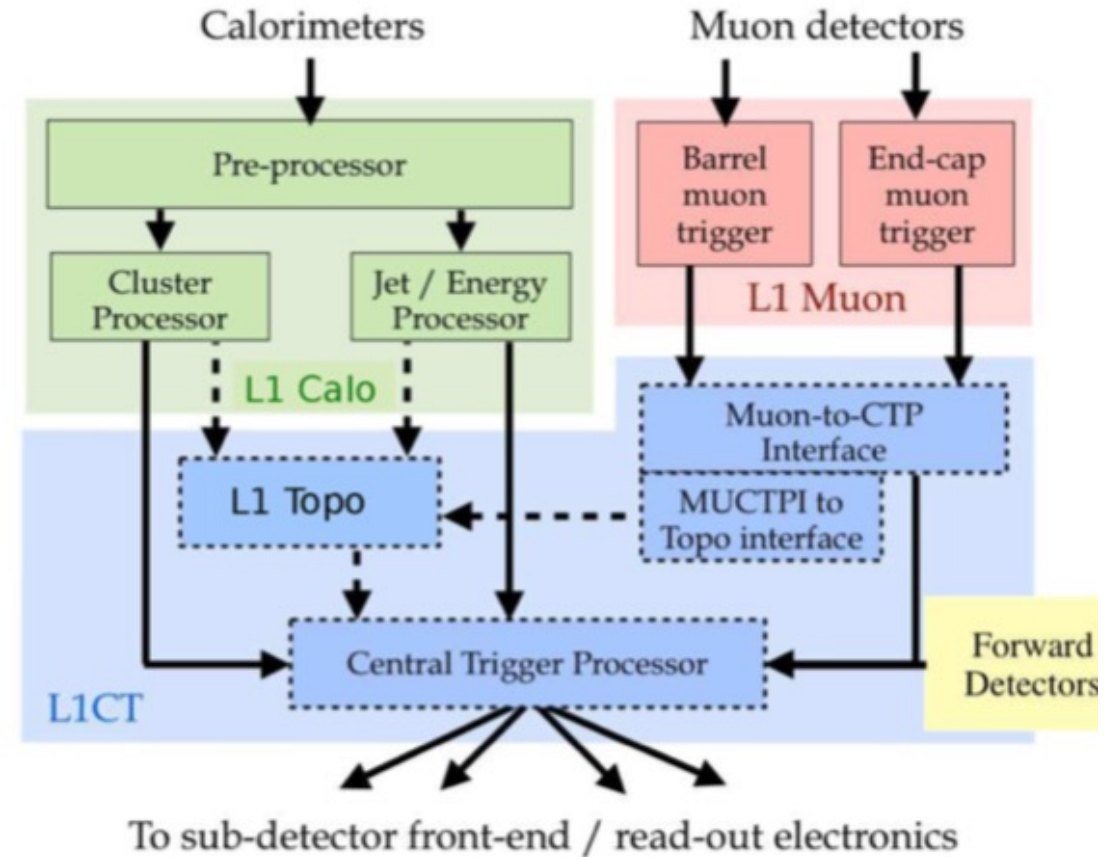 Calorimeters
Muon detectors
Pre-processor
Barrel
muon
trigger
End-cap
muon
trigger
Cluster
Processor
Jet / Energy
Processor
L1 Muon
L1 Calo
Muon-to-CTP
Interface
L1 Topo
MUCTPI to
Topo interface
Central Trigger Processor
Forward
Detectors
L1CT
To sub-detector front-end / read-out electronics